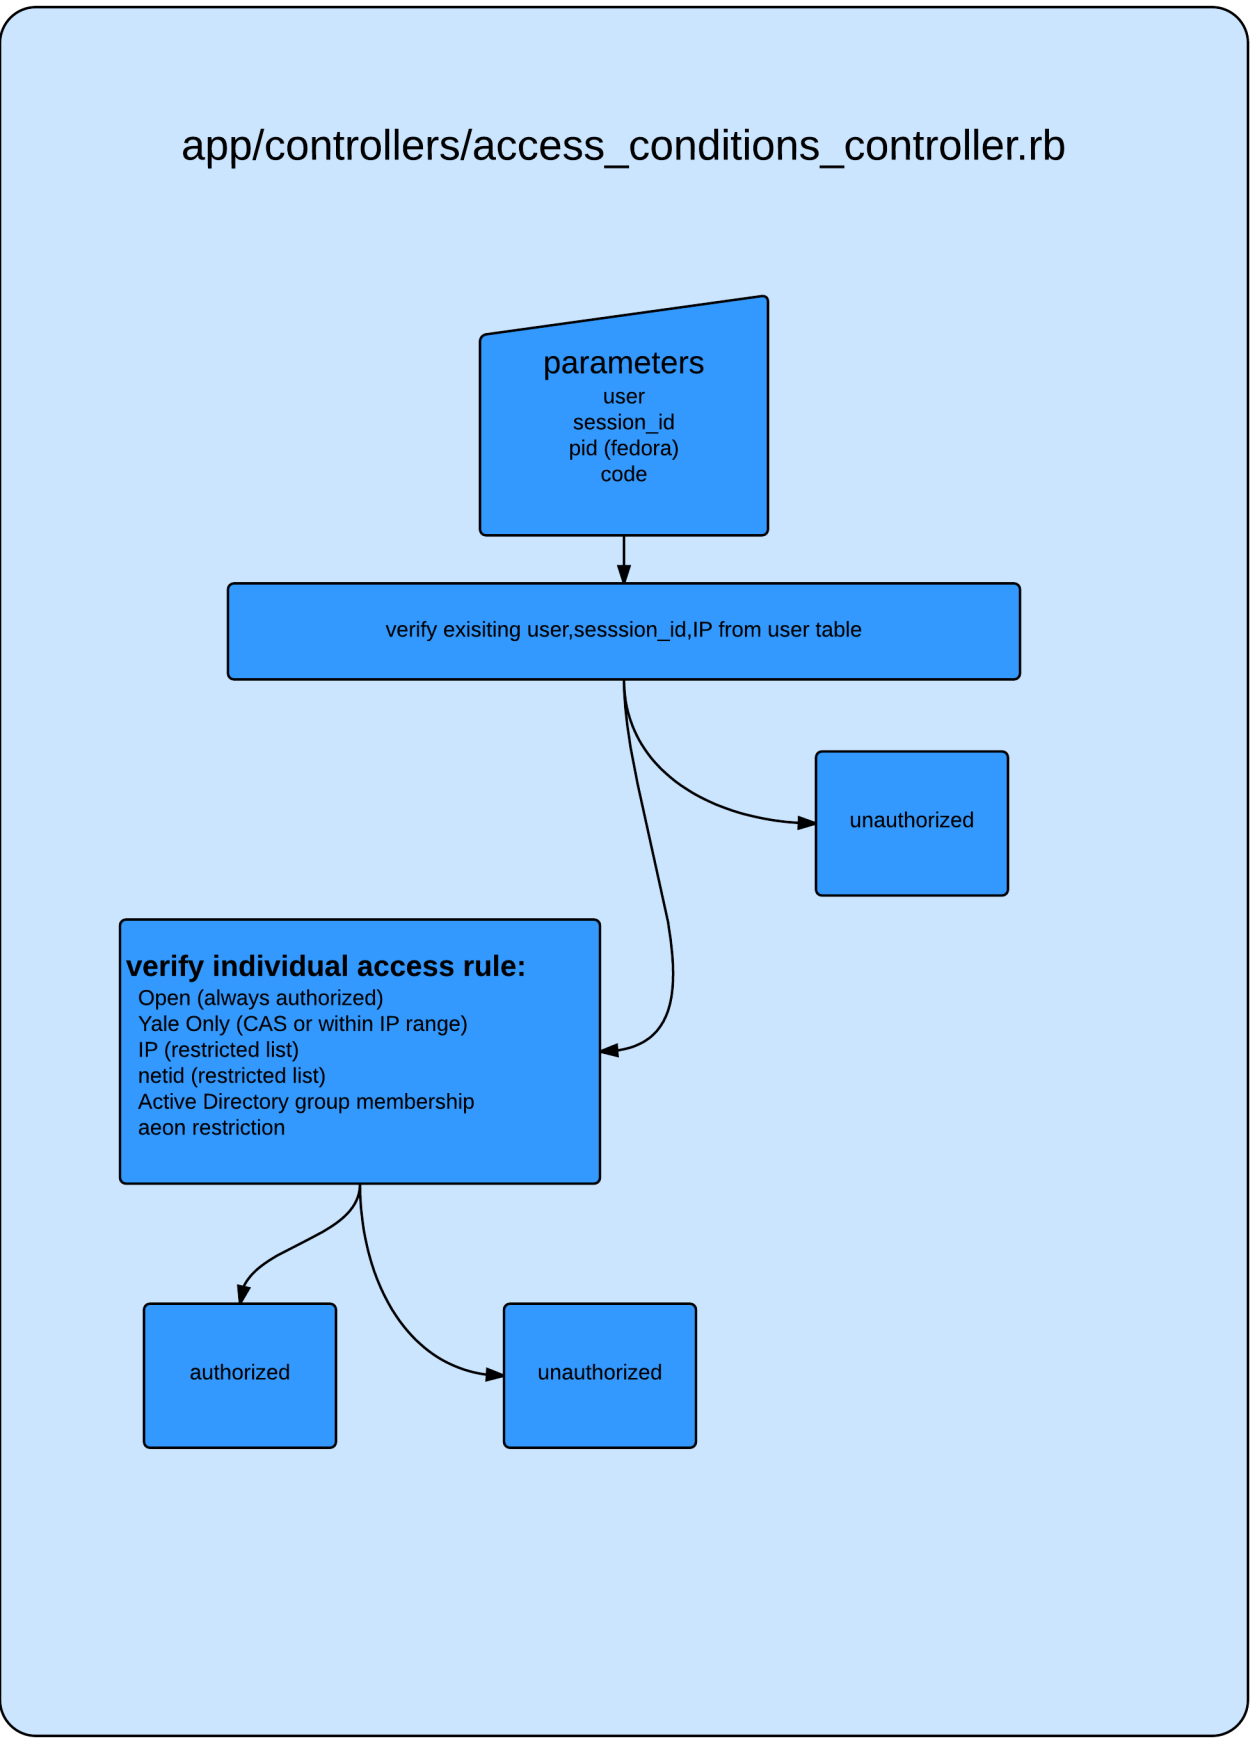 app/controllers/access_conditions_controller.rb
parameters
user
session_id
pid (fedora)
code
verify exisiting user,sesssion_id,IP from user table
unauthorized
verify individual access rule:
Open (always authorized)
Yale Only (CAS or within IP range)
IP (restricted list)
netid (restricted list)
Active Directory group membership
aeon restriction
authorized
unauthorized